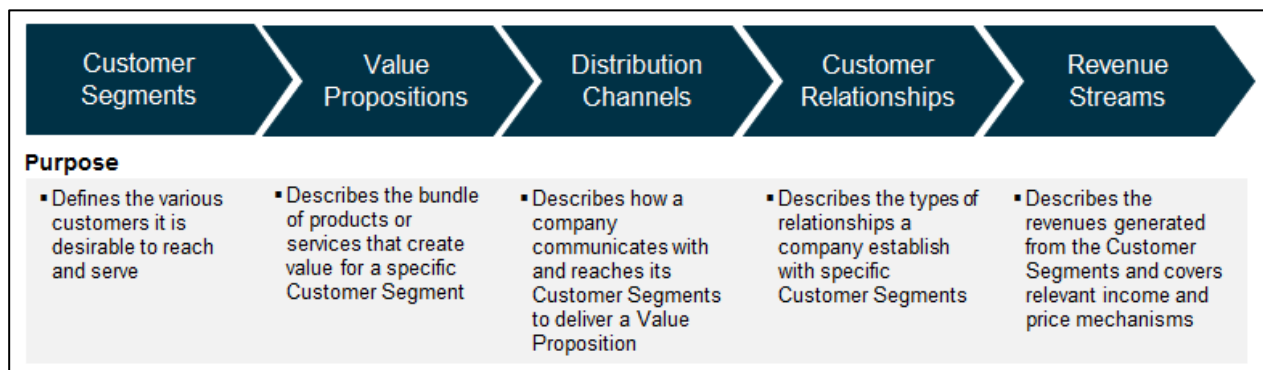 Customer
Segments
Value
Propositions
Distribution
Channels
Customer
Relationships
Revenue
Streams
Purpose
▪ Defines the various
customers it is
desirable to reach
and serve
▪ Describes the bundle
of products or
services that create
value for a specific
Customer Segment
▪ Describes how a
company
communicates with
and reaches its
Customer Segments
to deliver a Value
Proposition
▪ Describes the types of
relationships a
company establish
with specific
Customer Segments
▪ Describes the
revenues generated
from the Customer
Segments and covers
relevant income and
price mechanisms